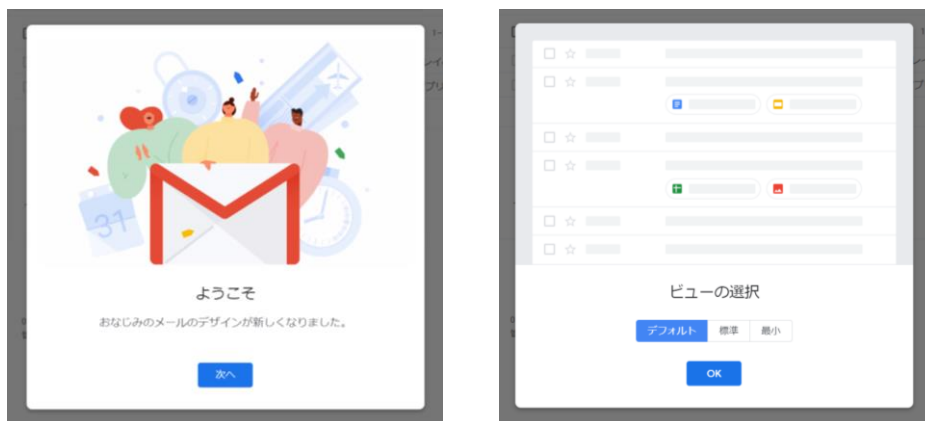 31
ようこそ
おなじみのメールのデザインが新しくなりました。
次へ
ビューの選択
デフォルト 標準 最小
OK